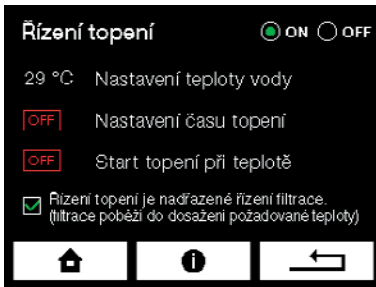 Řízení topení ON OFF
29 °C Nastavení teploty vody
OFF Nastavení času topení
OFF Start topení při teplotě
Řízení topení je nadřazené řízení filtrace.
(filtrace poběží do dosažení požadované teploty)